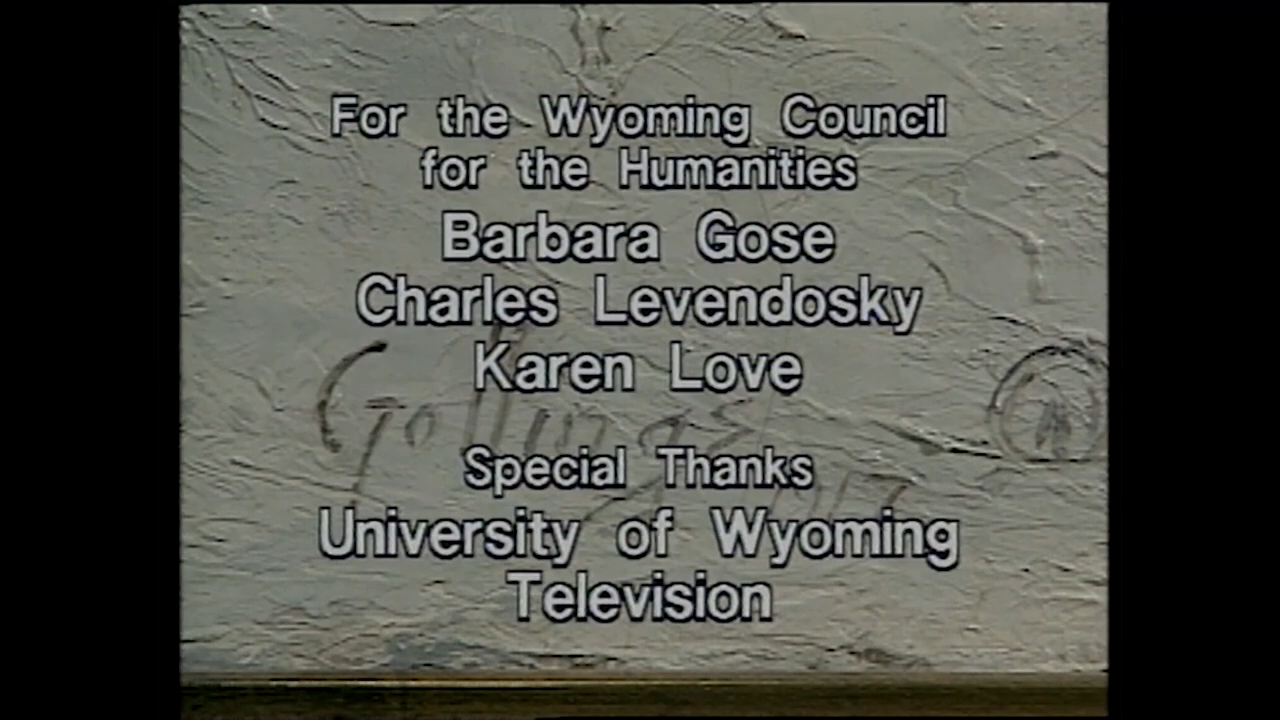 For the Wyoming Council
for the Humanities
Barbara Gose
Charles Levendosky
Karen Love
Gollings
Special Thanks
University of Wyoming
Television